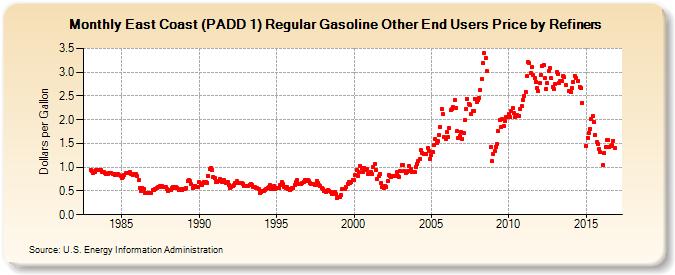 Monthly East Coast (PADD 1) Regular Gasoline Other End Users Price by Refiners
Dollars per Gallon
3.5
3.0
2.5
2.0
1.5
1.0
0.5
0.0
1985 1990 1995 2000 2005 2010 2015
Source: U.S. Energy Information Administration